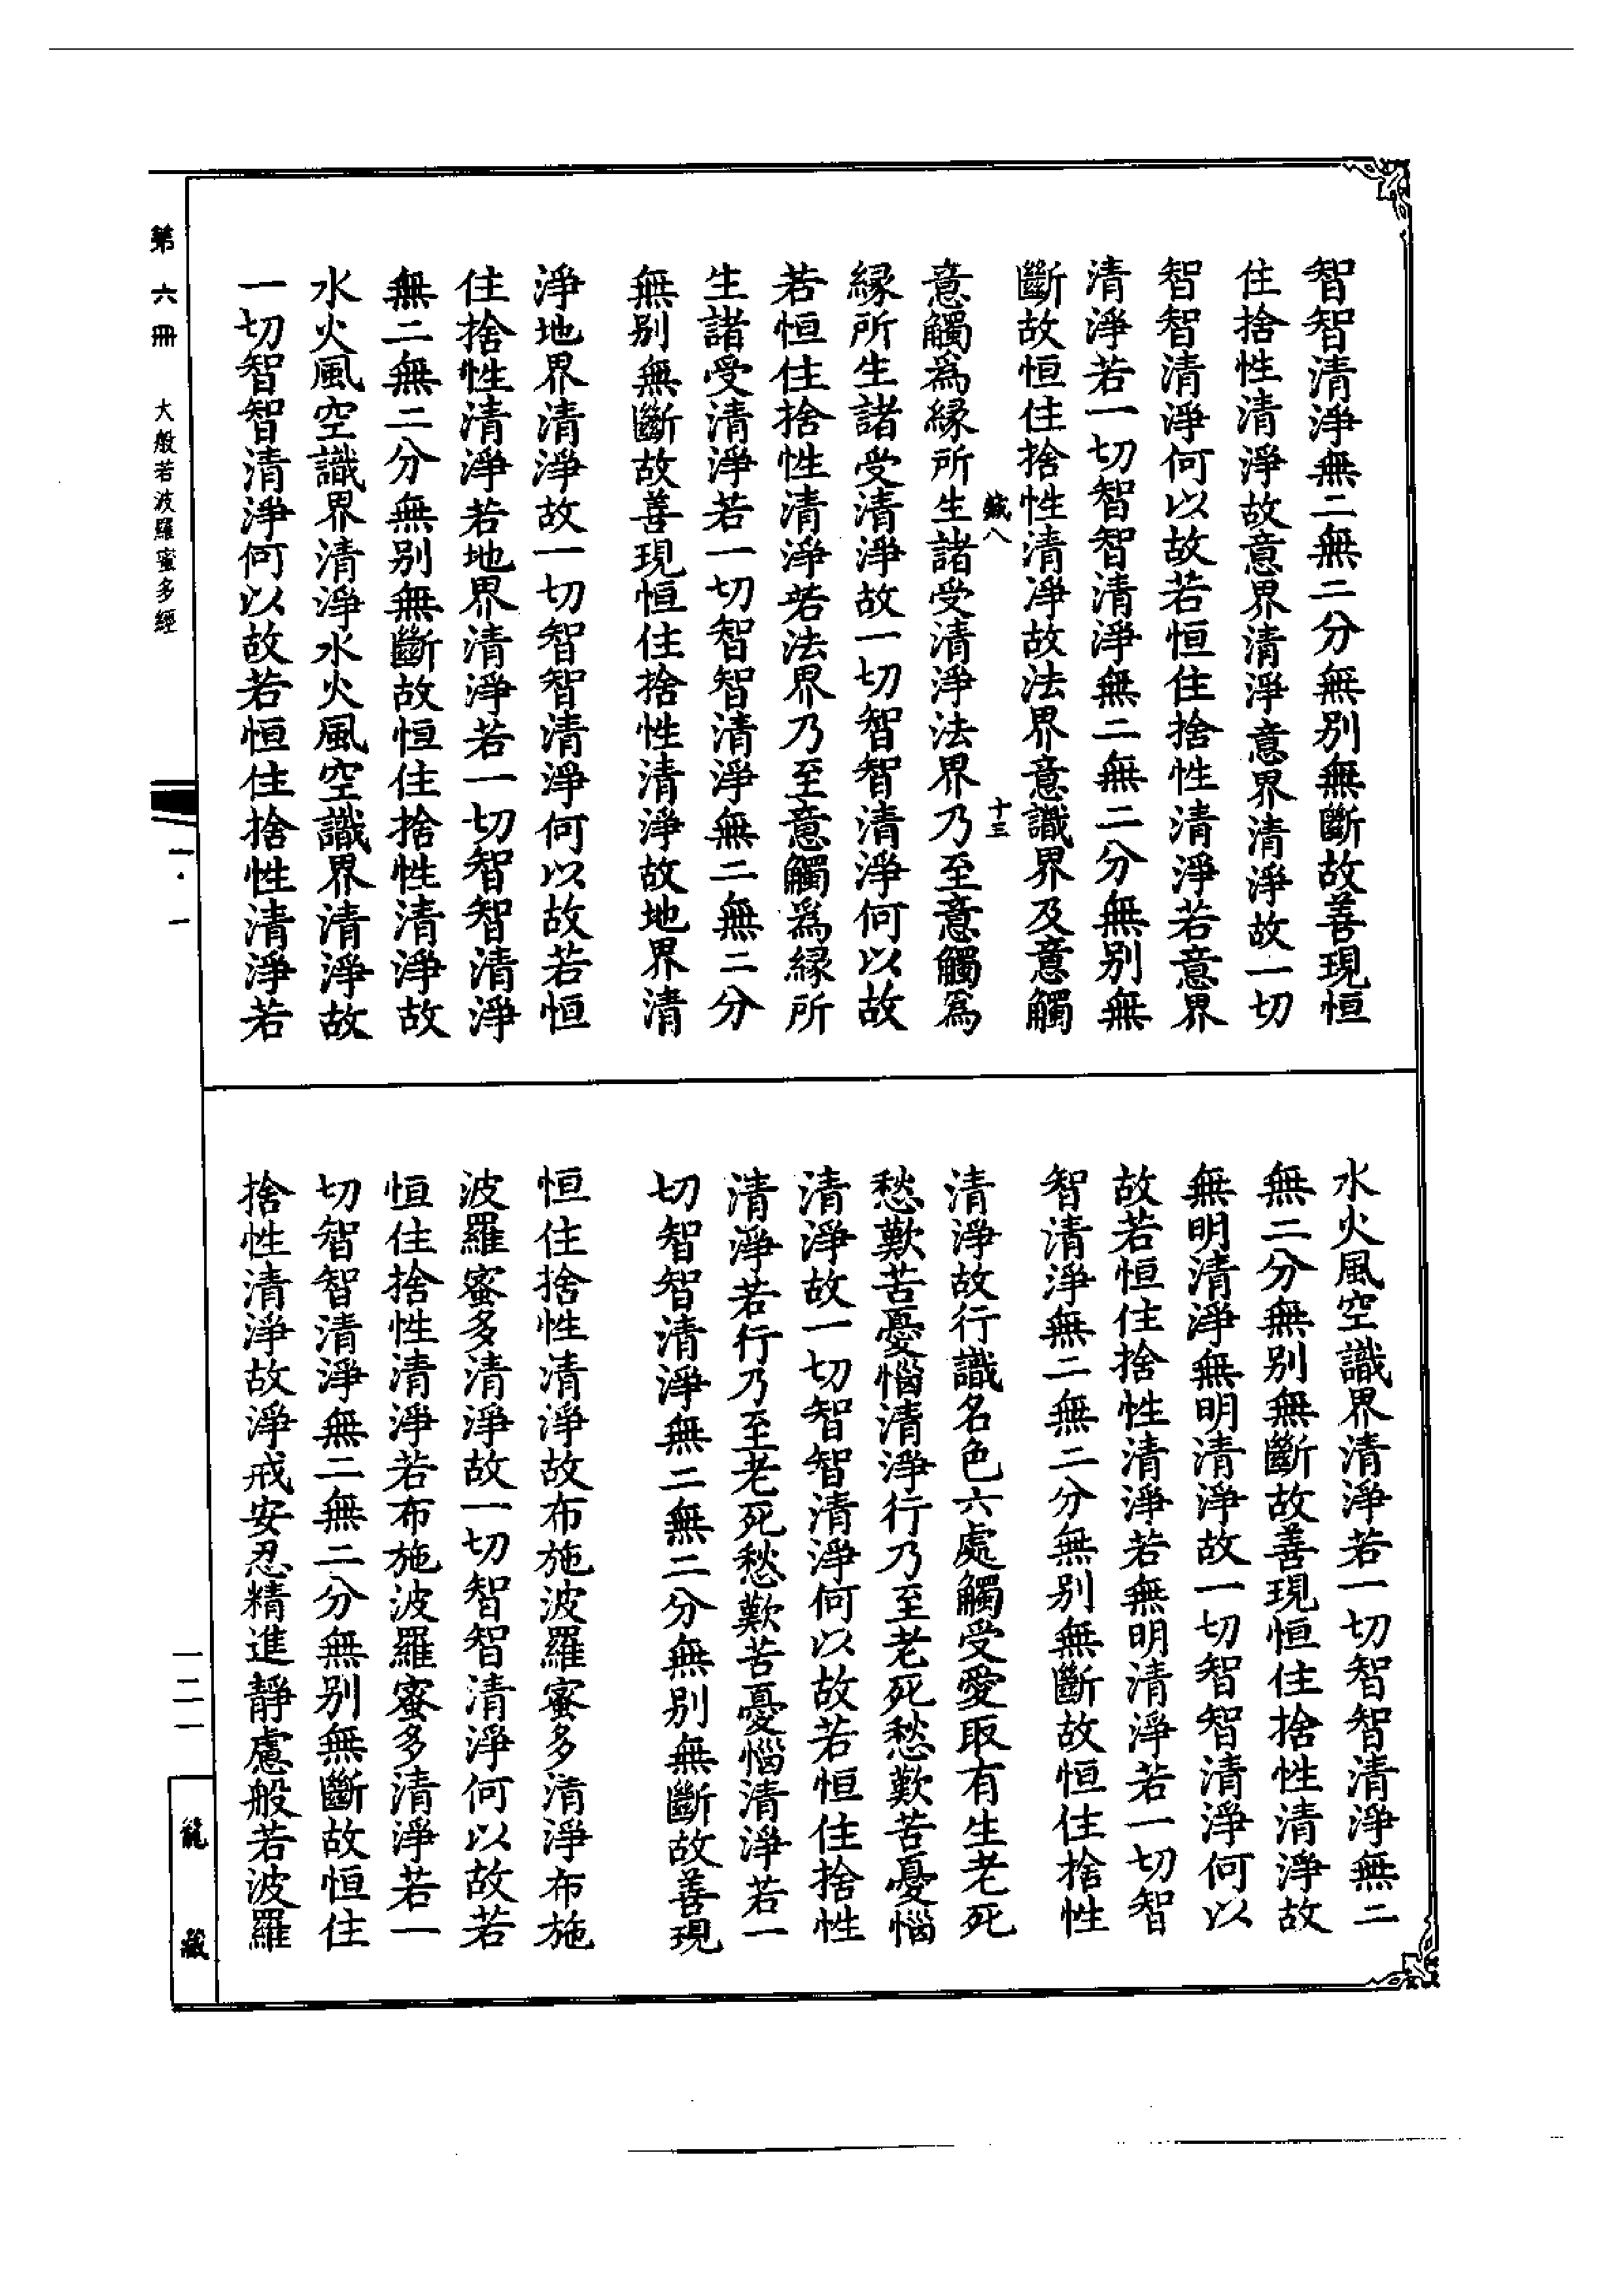 智智清淨無二無二分無別無斷故善現恒
住捨性清淨故意界清淨意界清淨故一切
智智清淨何以故若恒住捨性清淨若意界
清淨若一切智智清淨無二無二分無別無
斷故恒住捨性清淨故法界意識界及意觸
緘八 十三
意觸爲緣所生諸受清淨法界乃至意觸爲
緣所生諸受清淨故一切智智清淨何以故
若恒住捨性清淨若法界乃至意觸爲緣所
生諸受清淨若一切智智清淨無二無二分
無別無斷故善現恒住捨性清淨故地界清
淨地界清淨故一切智智清淨何以故若恒
住捨性清淨若地界清淨若一切智智清淨
無二無二分無別無斷故恒住捨性清淨故
水火風空識界清淨水火風空識界清淨故
一切智智清淨何以故若恒住捨性清淨若
水火風空識界清淨若一切智智清淨無二
無二分無別無斷故善現恒住捨性清淨故
無明清淨無明清淨故一切智智清淨何以
故若恒住捨性清淨若無明清淨若一切智
智清淨無二無二分無別無斷故恒住捨性
清淨故行識名色六處觸受愛取有生老死
愁歎苦憂惱清淨行乃至老死愁歎苦憂惱
清淨故一切智智清淨何以故若恒住捨性
清淨若行乃至老死愁歎苦憂惱清淨若一
切智智清淨無二無二分無別無斷故善現
恒住捨性清淨故布施波羅蜜多清淨布施
波羅蜜多清淨故一切智智清淨何以故若
恒住捨性清淨若布施波羅蜜多清淨若一
切智智清淨無二無二分無別無斷故恒住
捨性清淨故淨戒安忍精進靜慮般若波羅
第六冊 大般若波羅蜜多經
一·一
一二一
龍藏